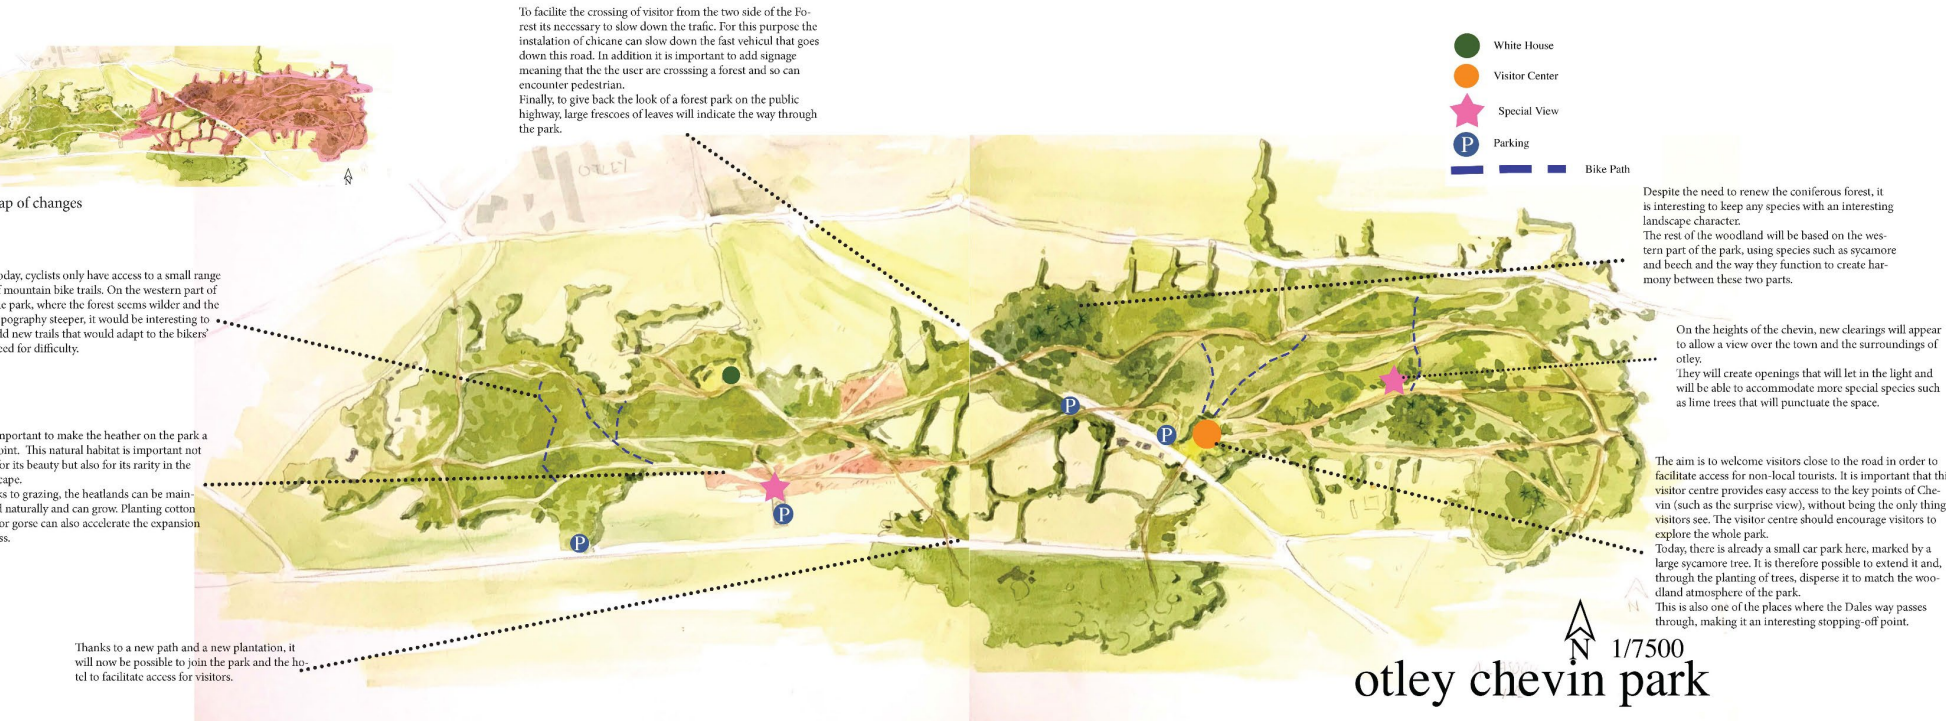 To facilite the crossing of visitor from the two side of the Fo-
rest its necessary to slow down the trafic. For this purpose the
instalation of chicane can slow down the fast vehicul that goes
down this road. In addition it is important to add signage
meaning that the the user are crosssing a forest and so can
encounter pedestrian.
Finally, to give back the look of a forest park on the public
highway, large frescoes of leaves will indicate the way through
the park.
White House
Visitor Center
Special View
P Parking
Bike Path
OTLEY
N
ap of changes
Despite the need to renew the coniferous forest, it
is interesting to keep any species with an interesting
landscape character.
The rest of the woodland will be based on the wes-
tern part of the park, using species such as sycamore
and beech and the way they function to create har-
mony between these two parts.
oday, cyclists only have access to a small range
f mountain bike trails. On the western part of
e park, where the forest seems wilder and the
pography steeper, it would be interesting to
dd new trails that would adapt to the bikers'
eed for difficulty.
On the heights of the chevin, new clearings will appear
to allow a view over the town and the surroundings of
otley.
They will create openings that will let in the light and
will be able to accommodate more special species such
as lime trees that will punctuate the space.
mportant to make the heather on the park a
oint. This natural habitat is important not
for its beauty but also for its rarity in the
cape.
ks to grazing, the heatlands can be main-
d naturally and can grow. Planting cotton
or gorse can also accelerate the expansion
ss.
P
P
P
P
The aim is to welcome visitors close to the road in order to
facilitate access for non-local tourists. It is important that thi
visitor centre provides easy access to the key points of Che-
vin (such as the surprise view), without being the only thing
visitors see. The visitor centre should encourage visitors to
explore the whole park.
Today, there is already a small car park here, marked by a
large sycamore tree. It is therefore possible to extend it and,
through the planting of trees, disperse it to match the woo-
dland atmosphere of the park.
This is also one of the places where the Dales way passes
through, making it an interesting stopping-off point.
Thanks to a new path and a new plantation, it
will now be possible to join the park and the ho-
tel to facilitate access for visitors.
N
N 1/7500
otley chevin park